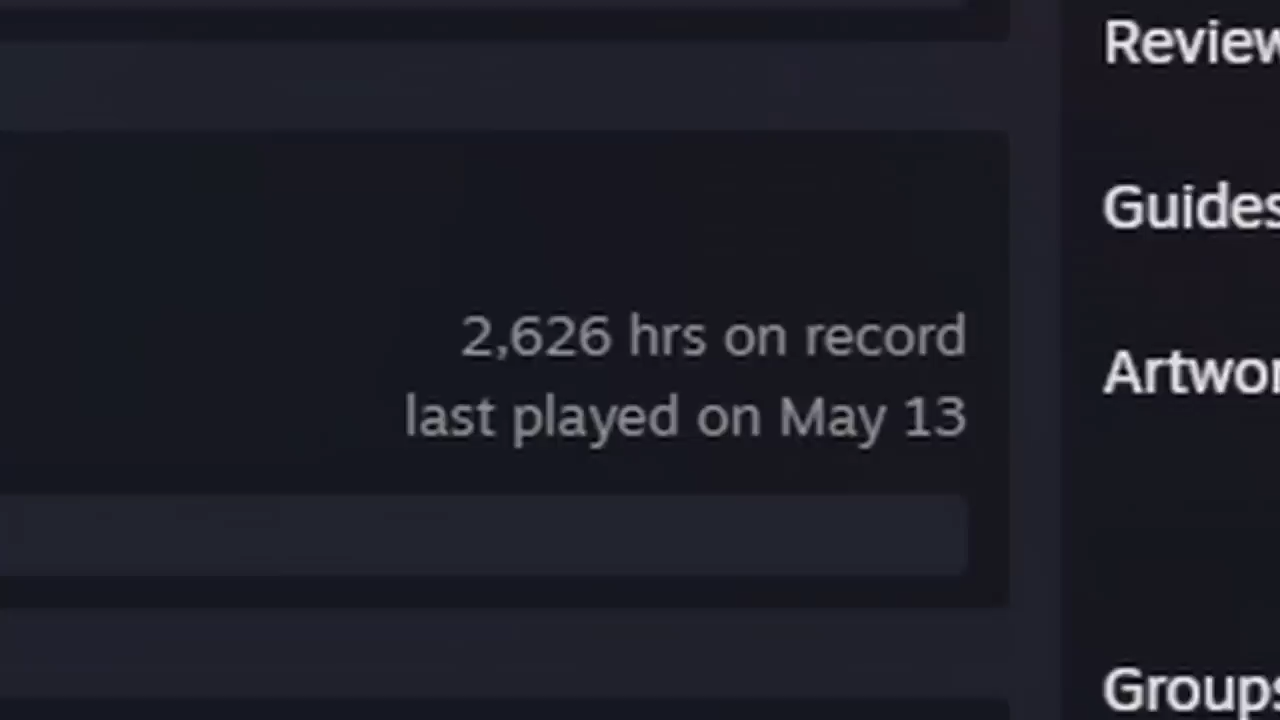 2,626 hrs on record
last played on May 13
Review
Guides
Artwor
Groups